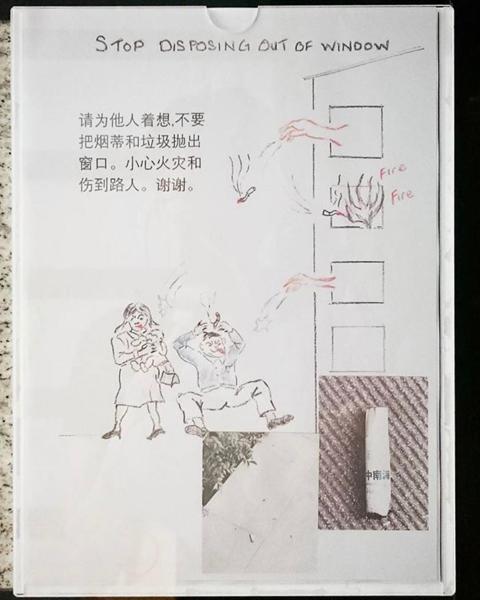 STOP DISPOSING OUT OF WINDOW
请为他人着想,不要
把烟蒂和垃圾抛出
窗口。小心火灾和
伤到路人。谢谢。
Fire
Fire
中南海